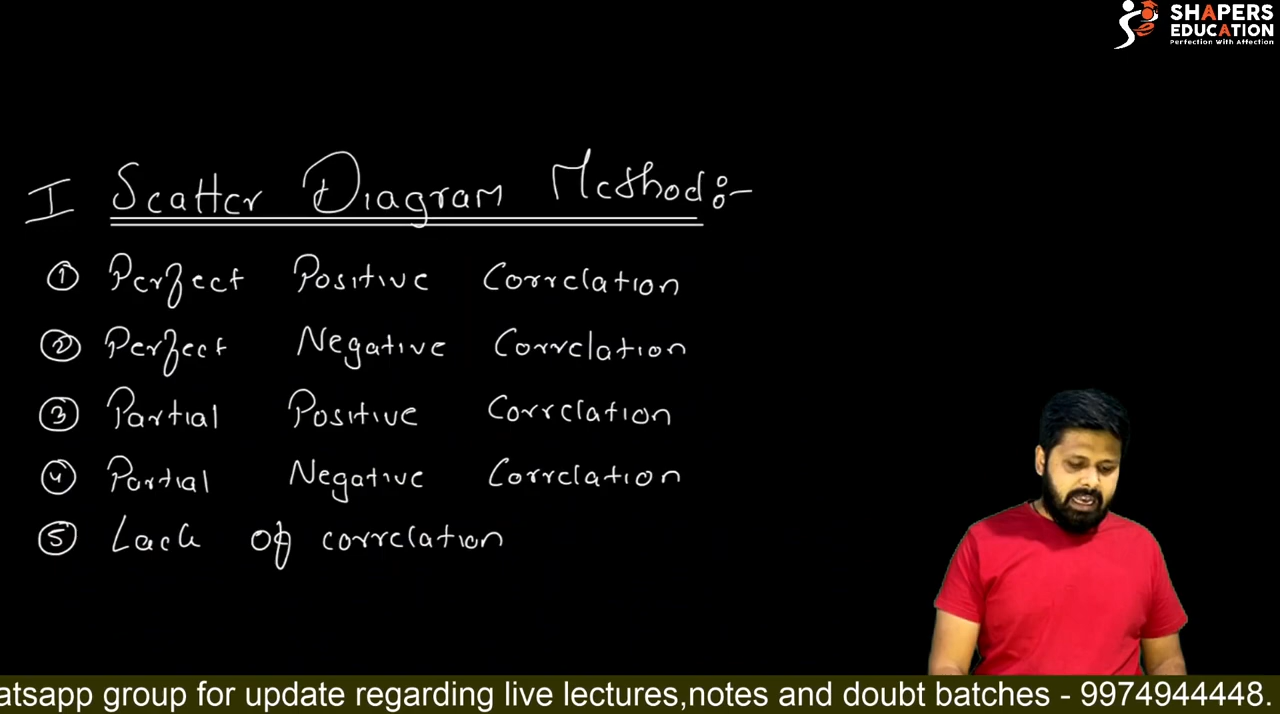 SHAPERS
EDUCATION
Perfection With Affection
I Scatter Diagram Method:-
① Perfect Positive Correlation
② Perfect Negative Correlation
③ Partial Positive Correlation
④ Partial Negative Correlation
⑤ Lack of correlation
atsapp group for update regarding live lectures,notes and doubt batches - 9974944448.